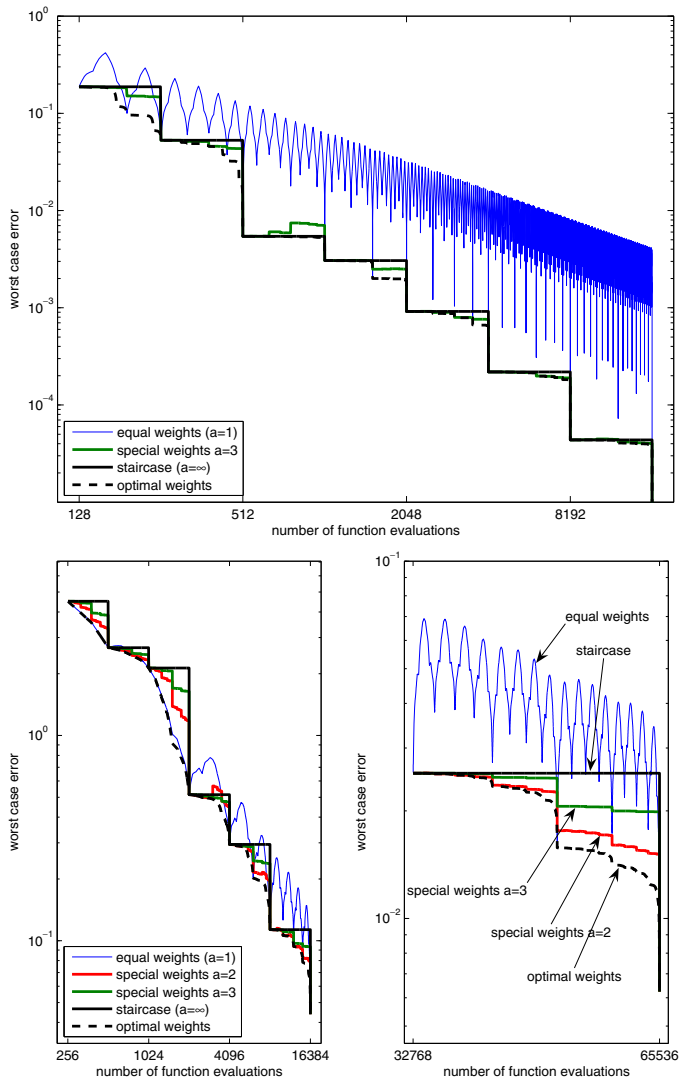 10^0
10^-1
10^-2
10^-3
10^-4
worst case error
equal weights (a=1)
special weights a=3
staircase (a=∞)
optimal weights
128
512
2048
8192
number of function evaluations
10^0
10^-1
worst case error
equal weights (a=1)
special weights a=2
special weights a=3
staircase (a=∞)
optimal weights
256
1024
4096
16384
number of function evaluations
10^-1
10^-2
worst case error
equal weights
staircase
special weights a=3
special weights a=2
optimal weights
32768
65536
number of function evaluations